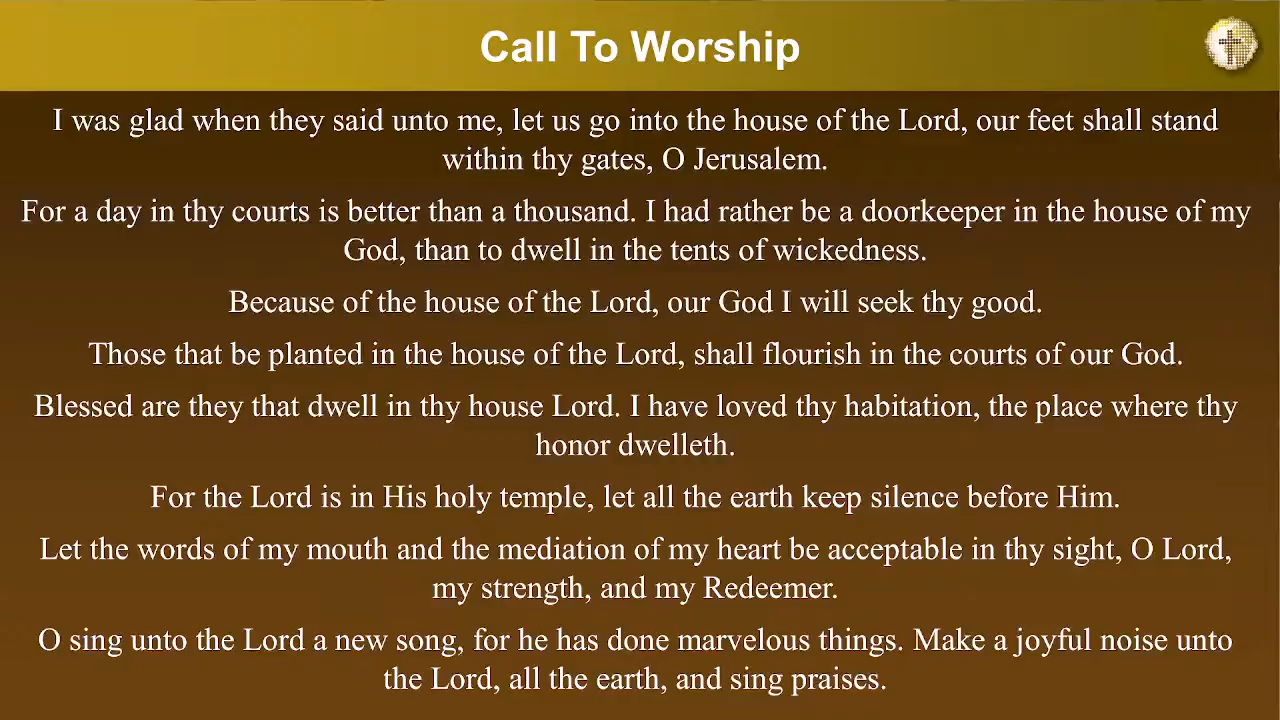 Call To Worship
I was glad when they said unto me, let us go into the house of the Lord, our feet shall stand
within thy gates, O Jerusalem.
For a day in thy courts is better than a thousand. I had rather be a doorkeeper in the house of my
God, than to dwell in the tents of wickedness.
Because of the house of the Lord, our God I will seek thy good.
Those that be planted in the house of the Lord, shall flourish in the courts of our God.
Blessed are they that dwell in thy house Lord. I have loved thy habitation, the place where thy
honor dwelleth.
For the Lord is in His holy temple, let all the earth keep silence before Him.
Let the words of my mouth and the mediation of my heart be acceptable in thy sight, O Lord,
my strength, and my Redeemer.
O sing unto the Lord a new song, for he has done marvelous things. Make a joyful noise unto
the Lord, all the earth, and sing praises.